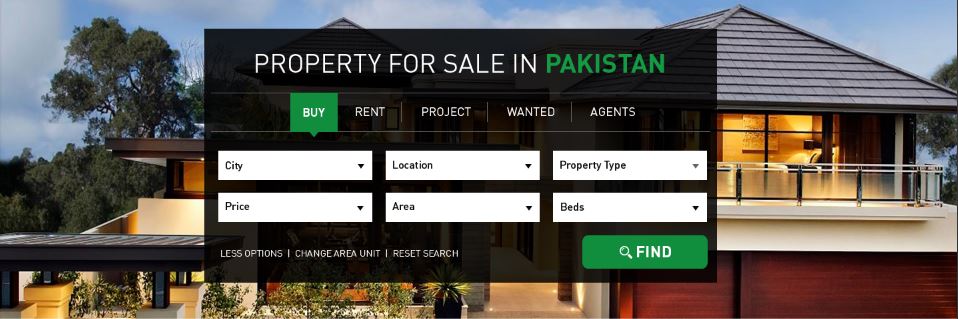 PROPERTY FOR SALE IN PAKISTAN
BUY RENT PROJECT WANTED AGENTS
City Location Property Type
Price Area Beds
LESS OPTIONS | CHANGE AREA UNIT | RESET SEARCH
FIND